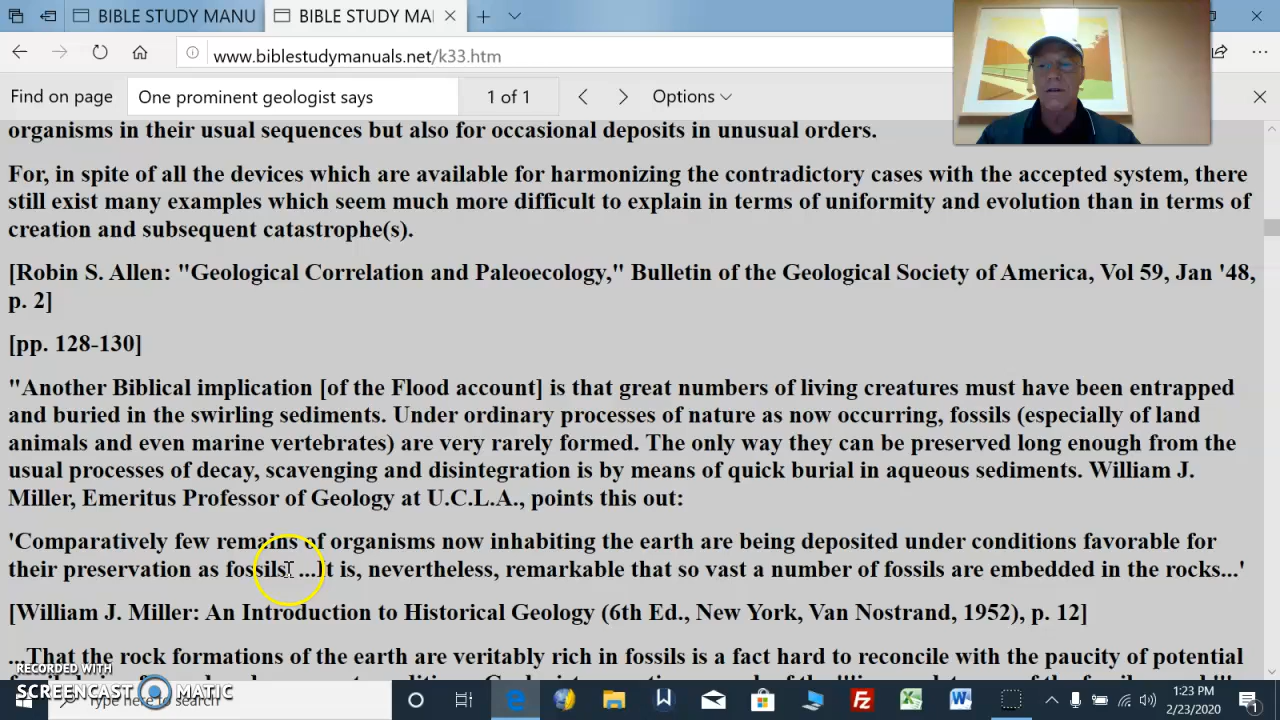 BIBLE STUDY MANU
BIBLE STUDY MAI
www.biblestudymanuals.net/k33.htm
Find on page
One prominent geologist says
1 of 1
Options
organisms in their usual sequences but also for occasional deposits in unusual orders.
For, in spite of all the devices which are available for harmonizing the contradictory cases with the accepted system, there
still exist many examples which seem much more difficult to explain in terms of uniformity and evolution than in terms of
creation and subsequent catastrophe(s).
[Robin S. Allen: "Geological Correlation and Paleoecology," Bulletin of the Geological Society of America, Vol 59, Jan '48,
p. 2]
[pp. 128-130]
"Another Biblical implication [of the Flood account] is that great numbers of living creatures must have been entrapped
and buried in the swirling sediments. Under ordinary processes of nature as now occurring, fossils (especially of land
animals and even marine vertebrates) are very rarely formed. The only way they can be preserved long enough from the
usual processes of decay, scavenging and disintegration is by means of quick burial in aqueous sediments. William J.
Miller, Emeritus Professor of Geology at U.C.L.A., points this out:
'Comparatively few remains of organisms now inhabiting the earth are being deposited under conditions favorable for
their preservation as fossils. ...It is, nevertheless, remarkable that so vast a number of fossils are embedded in the rocks...'
[William J. Miller: An Introduction to Historical Geology (6th Ed., New York, Van Nostrand, 1952), p. 12]
...That the rock formations of the earth are veritably rich in fossils is a fact hard to reconcile with the paucity of potential
RECORDED WITH
SCREENCAST MATIC
Type here to search
1:23 PM
2/23/2020